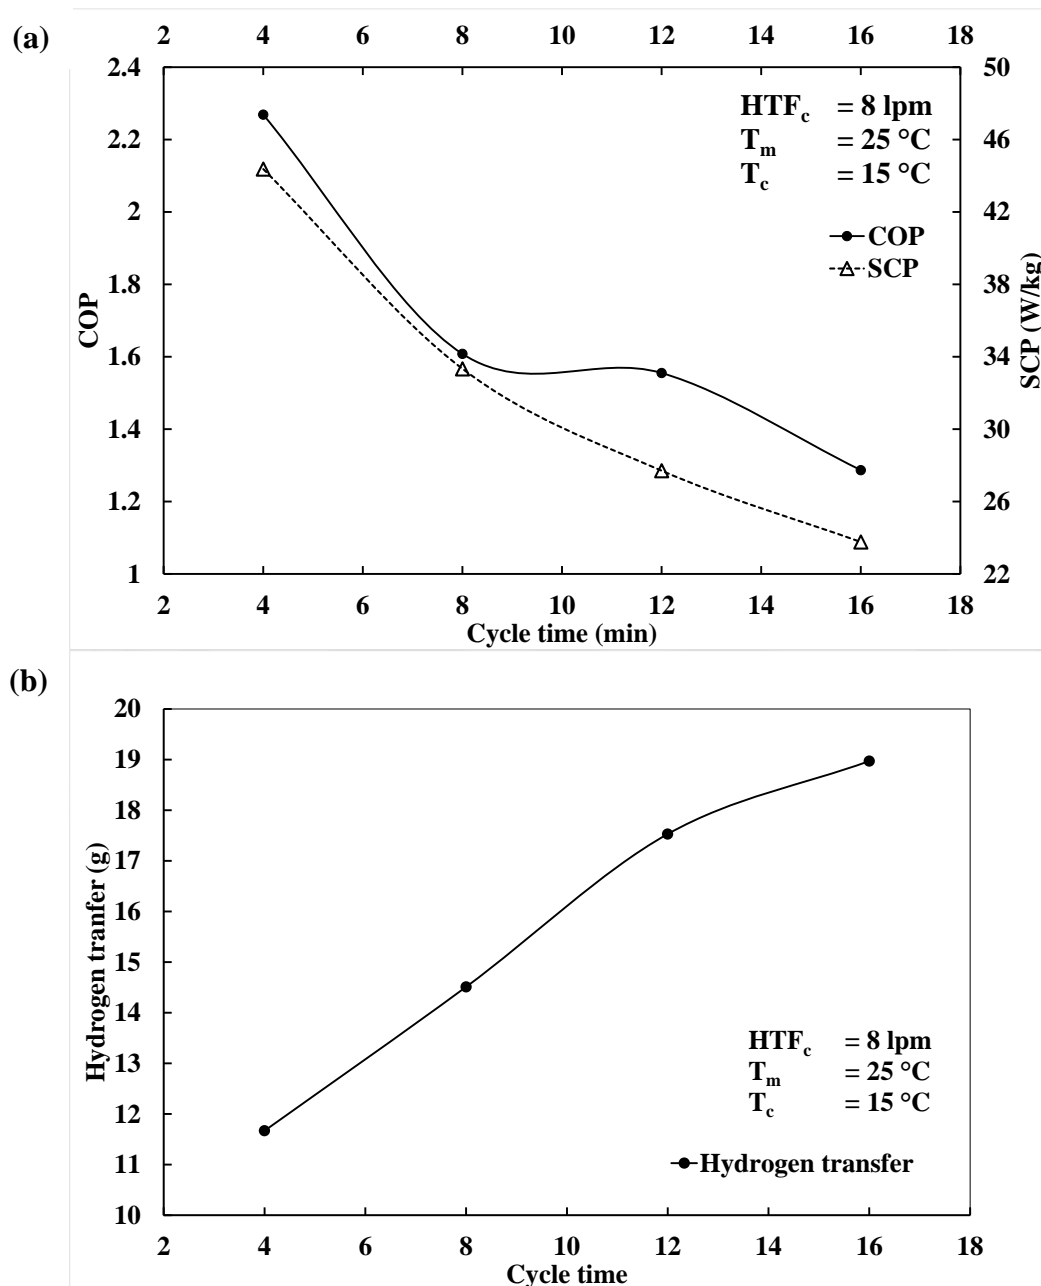 (a)
2 4 6 8 10 12 14 16 18
2.4
2.2
2
1.8
1.6
1.4
1.2
1
COP
50
46
42
38
34
30
26
22
SCP (W/kg)
HTFc = 8 lpm
Tm = 25 °C
Tc = 15 °C
COP
SCP
2 4 6 8 10 12 14 16 18
Cycle time (min)
(b)
20
19
18
17
16
15
14
13
12
11
10
Hydrogen tranfer (g)
HTFc = 8 lpm
Tm = 25 °C
Tc = 15 °C
Hydrogen transfer
2 4 6 8 10 12 14 16 18
Cycle time